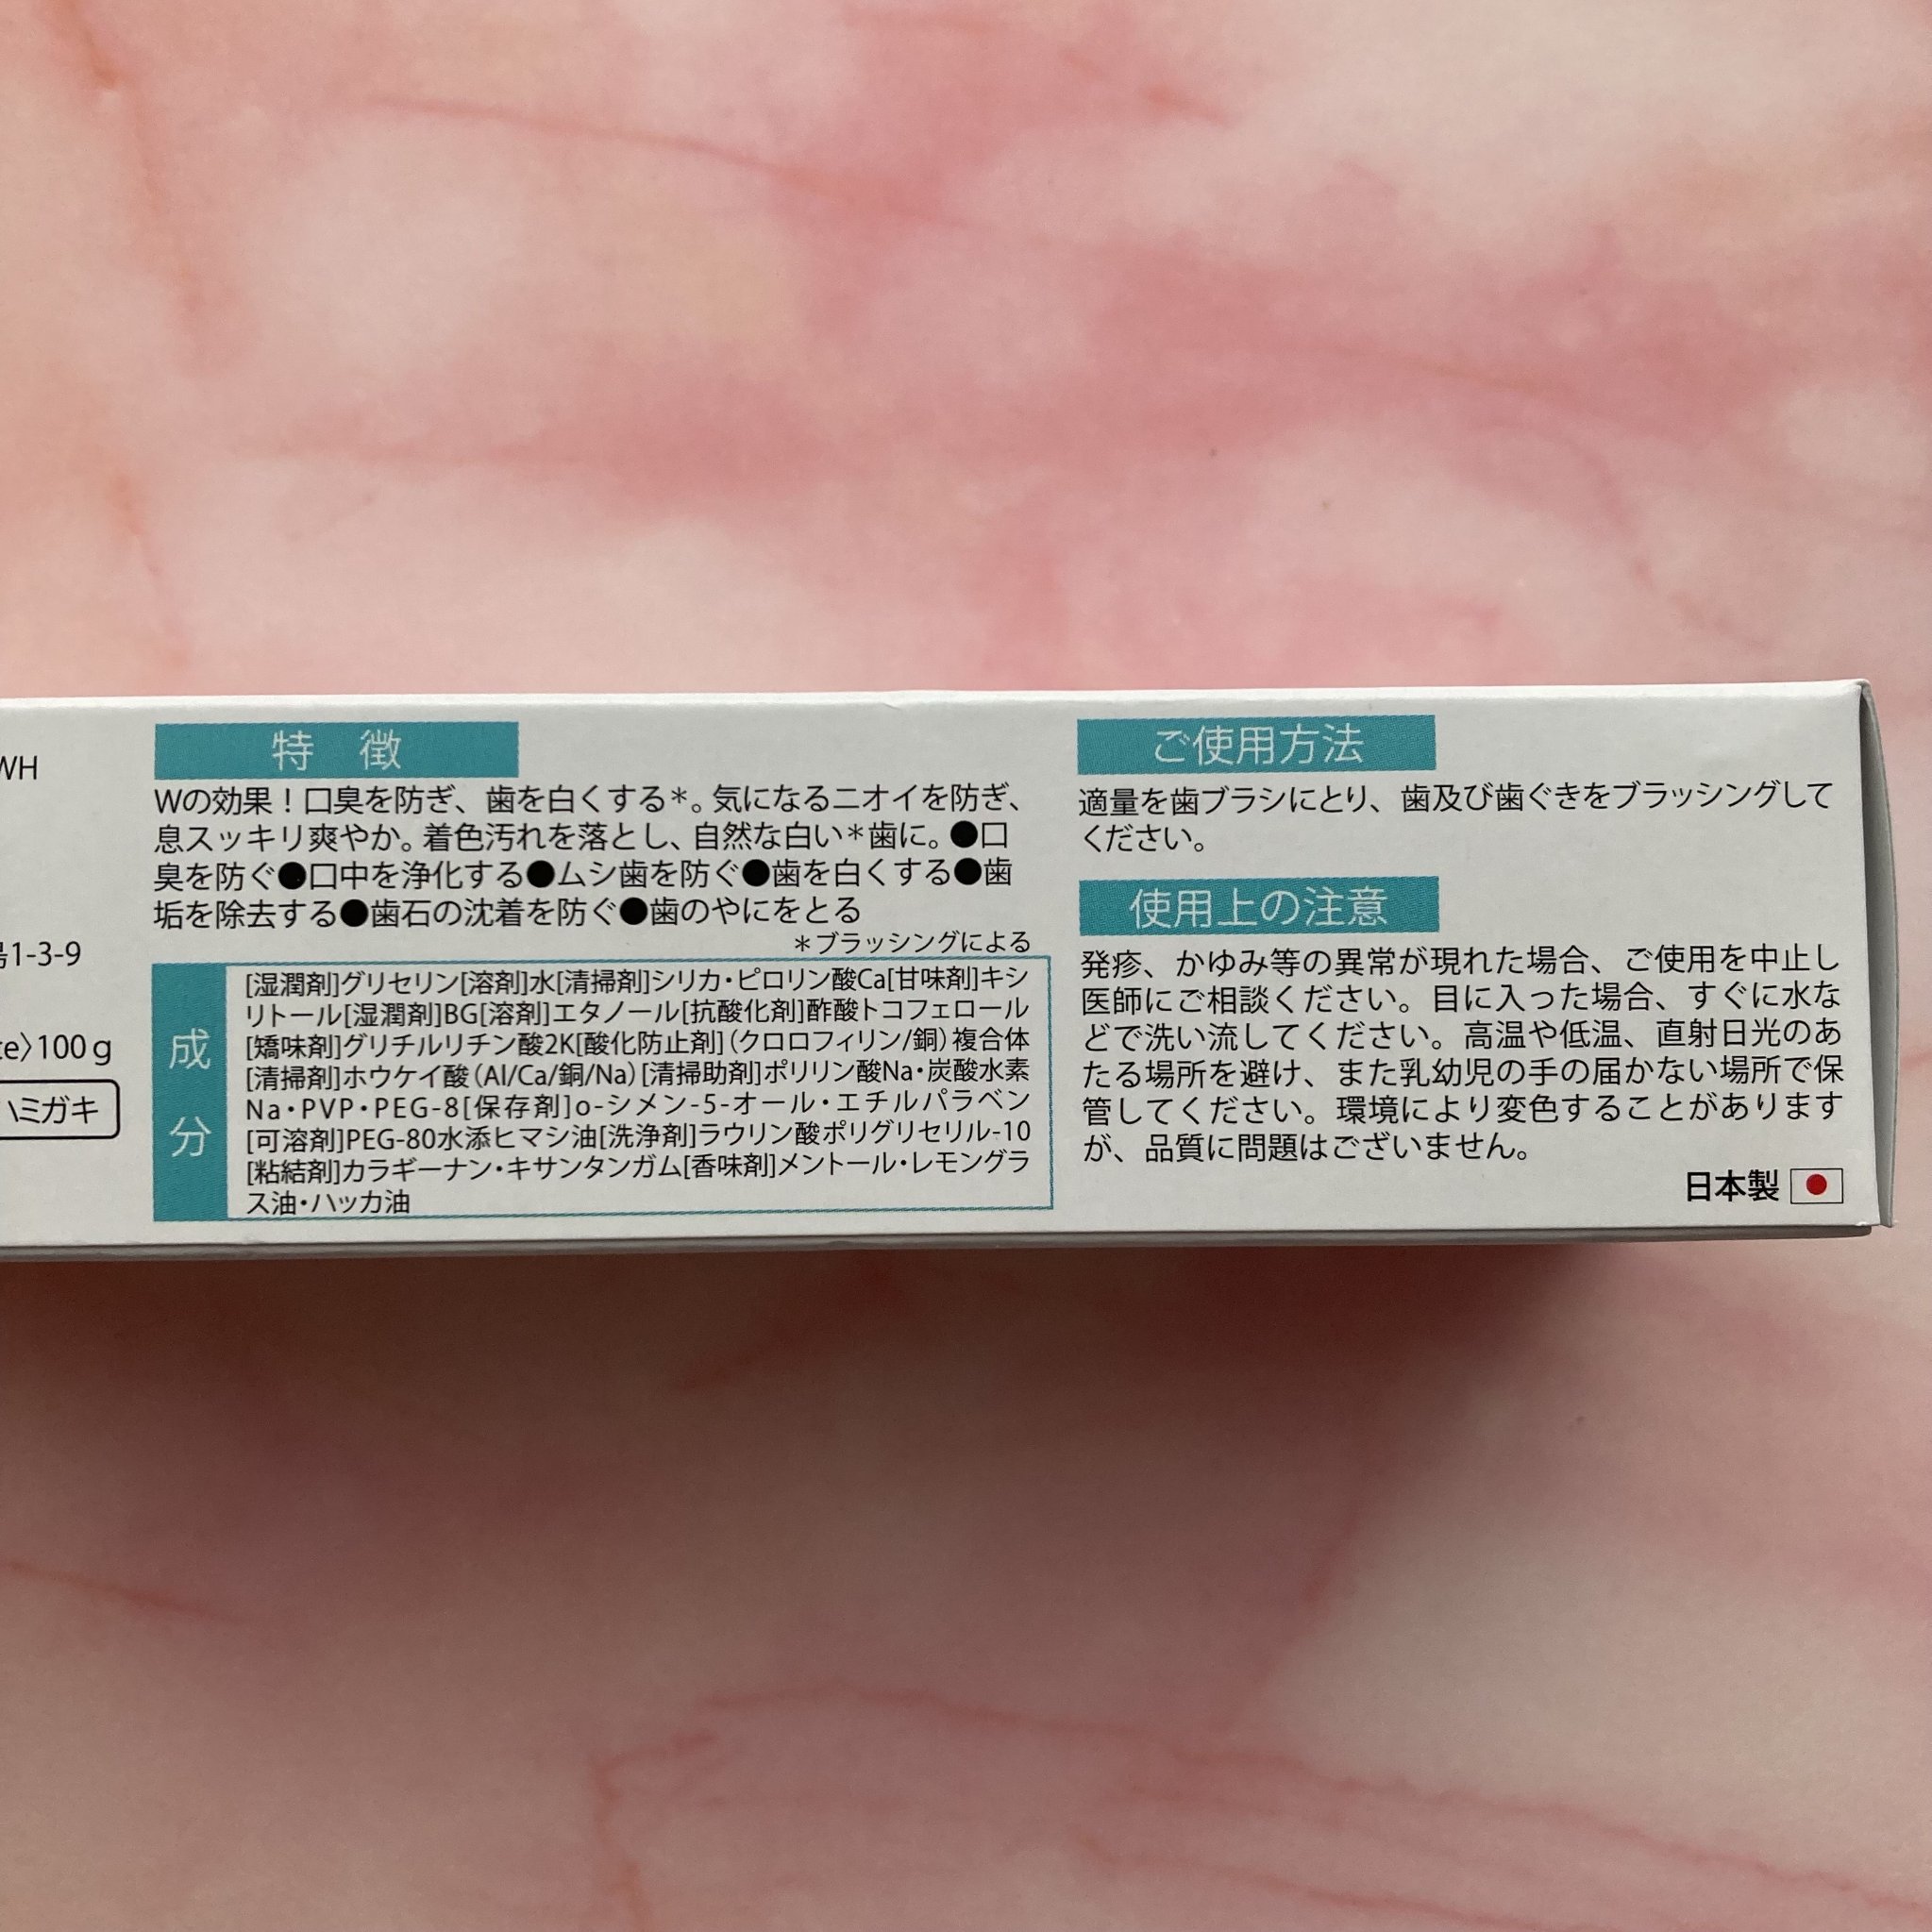 WH
1-3-9
ce〉100ｇ
ハミガキ
特 徴
Wの効果！口臭を防ぎ、歯を白くする＊。気になるニオイを防ぎ、
息スッキリ爽やか。着色汚れを落とし、自然な白い＊歯に。●口
臭を防ぐ●口中を浄化する●ムシ歯を防ぐ●歯を白くする●歯
垢を除去する●歯石の沈着を防ぐ●歯のやにをとる
＊ブラッシングによる
成分
[湿潤剤]グリセリン[溶剤]水[清掃剤]シリカ・ピロリン酸Ca[甘味剤]キシ
リトール[湿潤剤]BG[溶剤]エタノール[抗酸化剤]酢酸トコフェロール
[矯味剤]グリチルリチン酸2K[酸化防止剤]（クロロフィリン/銅）複合体
[清掃剤]ホウケイ酸（Al/Ca/銅/Na）[清掃助剤]ポリリン酸Na・炭酸水素
Na・PVP・PEG-8[保存剤]o-シメン-5-オール・エチルパラベン
[可溶剤]PEG-80水添ヒマシ油[洗浄剤]ラウリン酸ポリグリセリル-10
[粘結剤]カラギーナン・キサンタンガム[香味剤]メントール・レモングラ
ス油・ハッカ油
ご使用方法
適量を歯ブラシにとり、歯及び歯ぐきをブラッシングして
ください。
使用上の注意
発疹、かゆみ等の異常が現れた場合、ご使用を中止し
医師にご相談ください。目に入った場合、すぐに水な
どで洗い流してください。高温や低温、直射日光のあ
たる場所を避け、また乳幼児の手の届かない場所で保
管してください。環境により変色することがあります
が、品質に問題はございません。
日本製